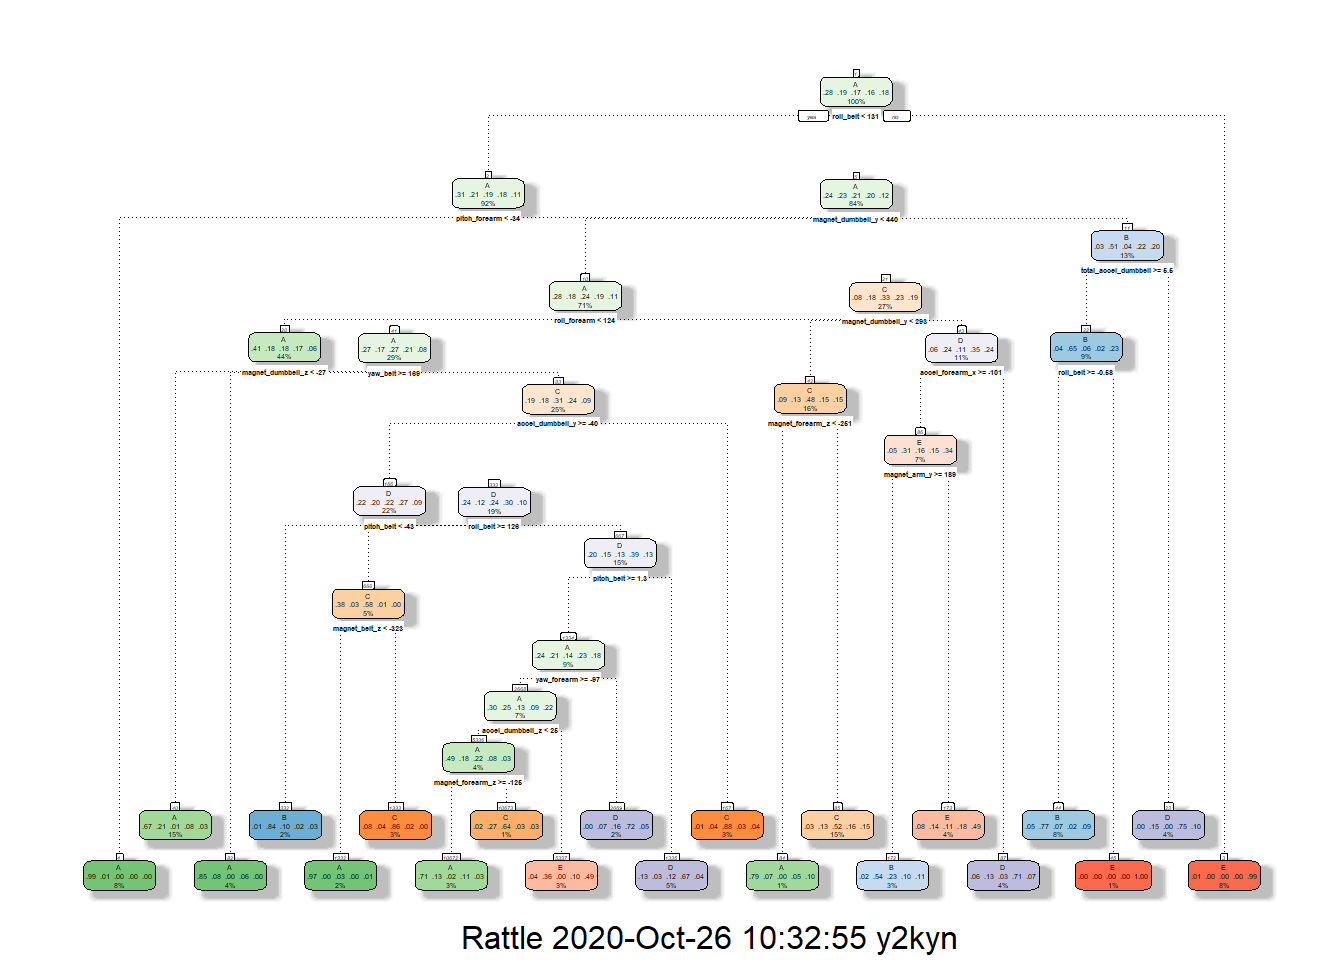 A
.28 .19 .17 .16 .18
100%
yes roll_belt < 131 no
A
.31 .21 .19 .18 .11
92%
pitch_forearm < -34
A
.24 .23 .21 .20 .12
84%
magnet_dumbbell_y < 440
B
.03 .51 .04 .22 .20
13%
total_accel_dumbbell >= 5.5
A
.28 .18 .24 .19 .11
71%
roll_forearm < 124
C
.08 .18 .33 .23 .19
27%
magnet_dumbbell_y < 293
A
.41 .18 .18 .17 .06
44%
magnet_dumbbell_z < -27
A
.27 .17 .27 .21 .08
29%
yaw_belt >= 169
D
.06 .24 .11 .35 .24
11%
accel_forearm_x >= -101
B
.04 .65 .06 .02 .23
9%
roll_belt >= -0.58
C
.19 .18 .31 .24 .09
25%
accel_dumbbell_y >= -40
C
.09 .13 .48 .15 .15
16%
magnet_forearm_z < -251
E
.05 .31 .16 .15 .34
7%
magnet_arm_y >= 189
D
.22 .20 .22 .27 .09
22%
pitch_belt < -43
D
.24 .12 .24 .30 .10
19%
roll_belt >= 126
D
.20 .15 .13 .39 .13
15%
pitch_belt >= 1.3
C
.38 .03 .58 .01 .00
5%
magnet_belt_z < -323
A
.24 .21 .14 .23 .18
9%
yaw_forearm >= -97
A
.30 .25 .13 .09 .22
7%
accel_dumbbell_z < 25
A
.49 .18 .22 .08 .03
4%
magnet_forearm_z >= -125
A
.67 .21 .01 .08 .03
15%
B
.01 .84 .10 .02 .03
2%
C
.08 .04 .86 .02 .00
3%
C
.02 .27 .64 .03 .03
1%
D
.00 .07 .16 .72 .05
2%
C
.01 .04 .88 .03 .04
3%
C
.03 .13 .52 .16 .15
15%
E
.08 .14 .11 .18 .49
4%
B
.05 .77 .07 .02 .09
8%
D
.00 .15 .00 .75 .10
4%
A
.99 .01 .00 .00 .00
8%
A
.85 .08 .00 .06 .00
4%
A
.97 .00 .03 .00 .01
2%
A
.71 .13 .02 .11 .03
3%
E
.04 .36 .00 .10 .49
3%
D
.13 .03 .12 .67 .04
5%
A
.79 .07 .00 .05 .10
1%
B
.02 .54 .23 .10 .11
3%
D
.06 .13 .03 .71 .07
4%
E
.00 .00 .00 .00 1.00
1%
E
.01 .00 .00 .00 .99
8%
Rattle 2020-Oct-26 10:32:55 y2kyn